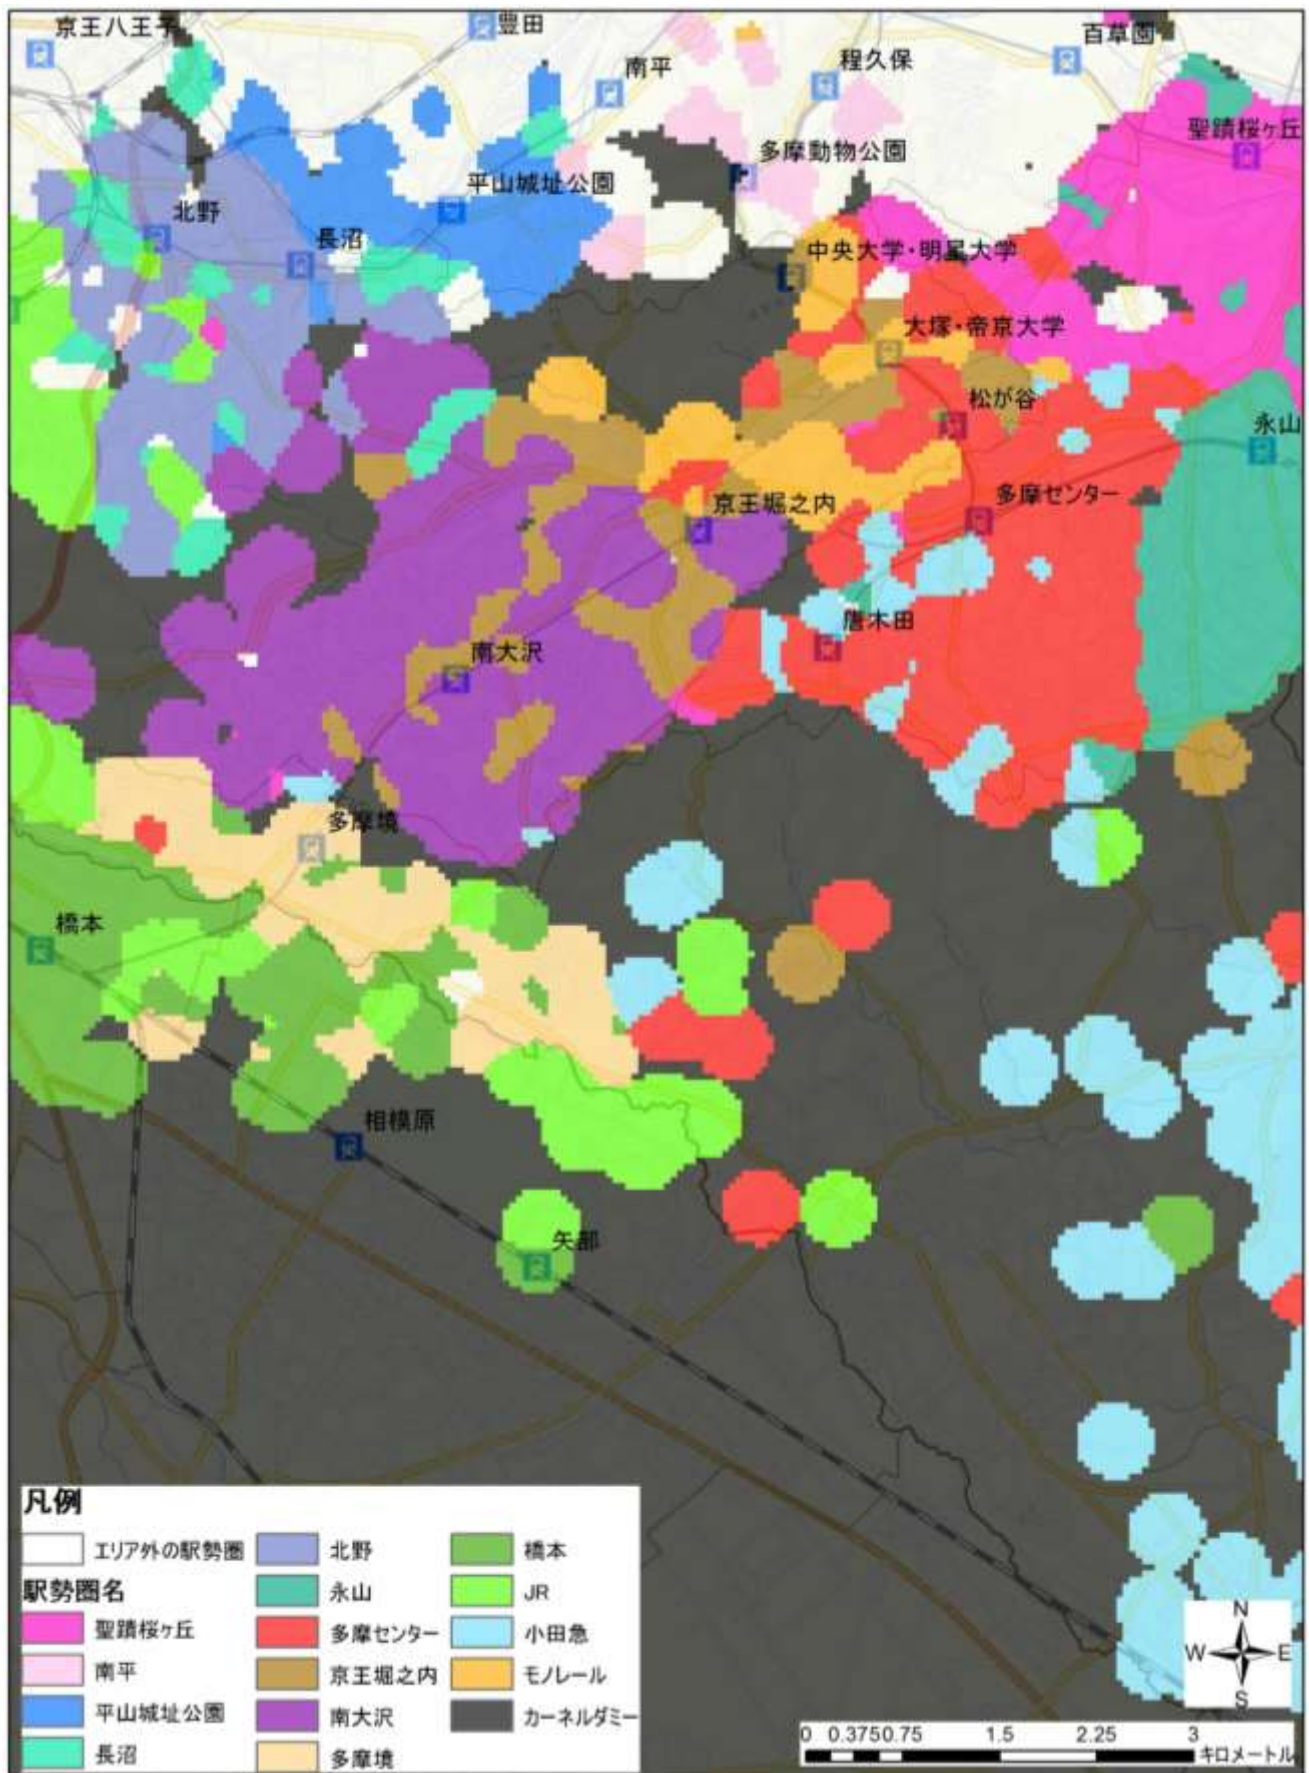 京王八王子
豊田
百草園
南平
程久保
聖蹟桜ヶ丘
多摩動物公園
平山城址公園
北野
長沼
中央大学・明星大学
大塚・帝京大学
松が谷
永山
京王堀之内
多摩センター
唐木田
南大沢
多摩境
橋本
相模原
矢部
凡例
エリア外の駅勢圏
駅勢圏名
聖蹟桜ヶ丘
南平
平山城址公園
長沼
北野
永山
多摩センター
京王堀之内
南大沢
多摩境
橋本
JR
小田急
モノレール
カーネルダミー
N
W E
S
0 0.375 0.75 1.5 2.25 3
キロメートル